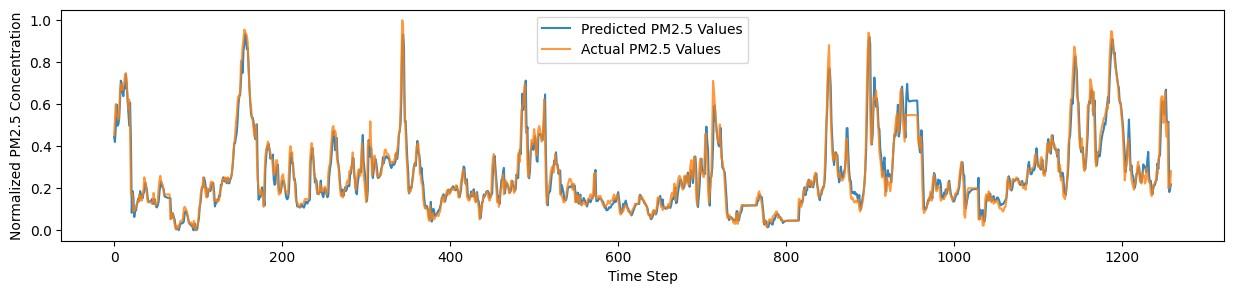 Predicted PM2.5 Values
Actual PM2.5 Values
Normalized PM2.5 Concentration
1.0
0.8
0.6
0.4
0.2
0.0
0 200 400 600 800 1000 1200
Time Step